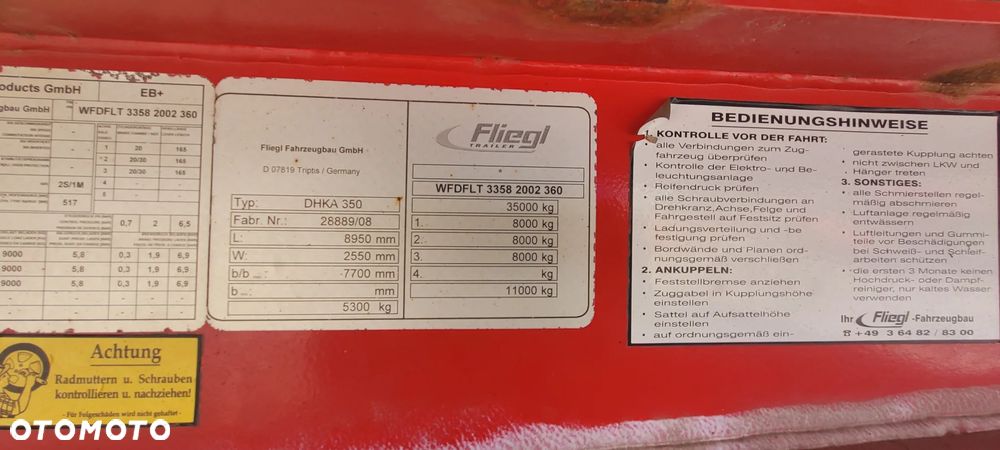 oducts GmbH EB+
gbau GmbH WFDFLT 3358 2002 360
1 20 165
2 20/30 165
3 20/30 165
4 - -
5 - -
2S/1M
517
0,7 2 6,5
9000 5,8 0,3 1,9 6,9
9000 5,8 0,3 1,9 6,9
9000 5,8 0,3 1,9 6,9
Achtung
Radmuttern u. Schrauben
kontrollieren u. nachziehen!
- Für Folgeschäden wird nicht gehaftet -
Fliegl Fahrzeugbau GmbH
D 07819 Triptis / Germany
Typ: DHKA 350
Fabr. Nr.: 28889/08
L: 8950 mm
W: 2550 mm
b/b ...: -7700 mm
b ...: mm
5300 kg
Fliegl
TRAILER
*
WFDFLT 3358 2002 360
35000 kg
1. 8000 kg
2. 8000 kg
3. 8000 kg
4. kg
11000 kg
BEDIENUNGSHINWEISE
1. KONTROLLE VOR DER FAHRT:
alle Verbindungen zum Zug-
fahrzeug überprüfen
• Kontrolle der Elektro- und Be-
leuchtungsanlage
• Reifendruck prüfen
• alle Schraubverbindungen an
Drehkranz,Achse,Felge und
Fahrgestell auf Festsitz prüfen
• Ladungsverteilung und -be
festigung prüfen
• Bordwände und Planen ord-
nungsgemäß verschließen
2. ANKUPPELN:
• Feststellbremse anziehen
• Zuggabel in Kupplungshöhe
einstellen
• Sattel auf Aufsattelhöhe
einstellen
• auf ordnungsgemäß ein-
gerastete Kupplung achten
• nicht zwischen LKW und
Hänger treten
3. SONSTIGES:
• alle Schmierstellen regel-
mäßig abschmieren
• Luftanlage regelmäßig
entwässern
• Luftleitungen und Gummi-
teile vor Beschädigungen
bei Schweiß- und Schleif-
arbeiten schützen
• die ersten 3 Monate keinen
Hochdruck- oder Dampf-
reiniger, nur kaltes Wasser
verwenden
Ihr Fliegl -Fahrzeugbau
☎ +49 3 64 82 / 83 00
OTOMOTO